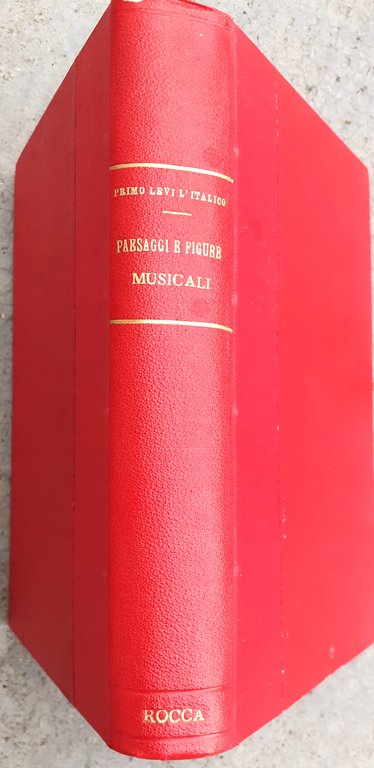 PRIMO LEVI L'ITALICO
PAESAGGI E FIGURE
MUSICALI
ROCCA